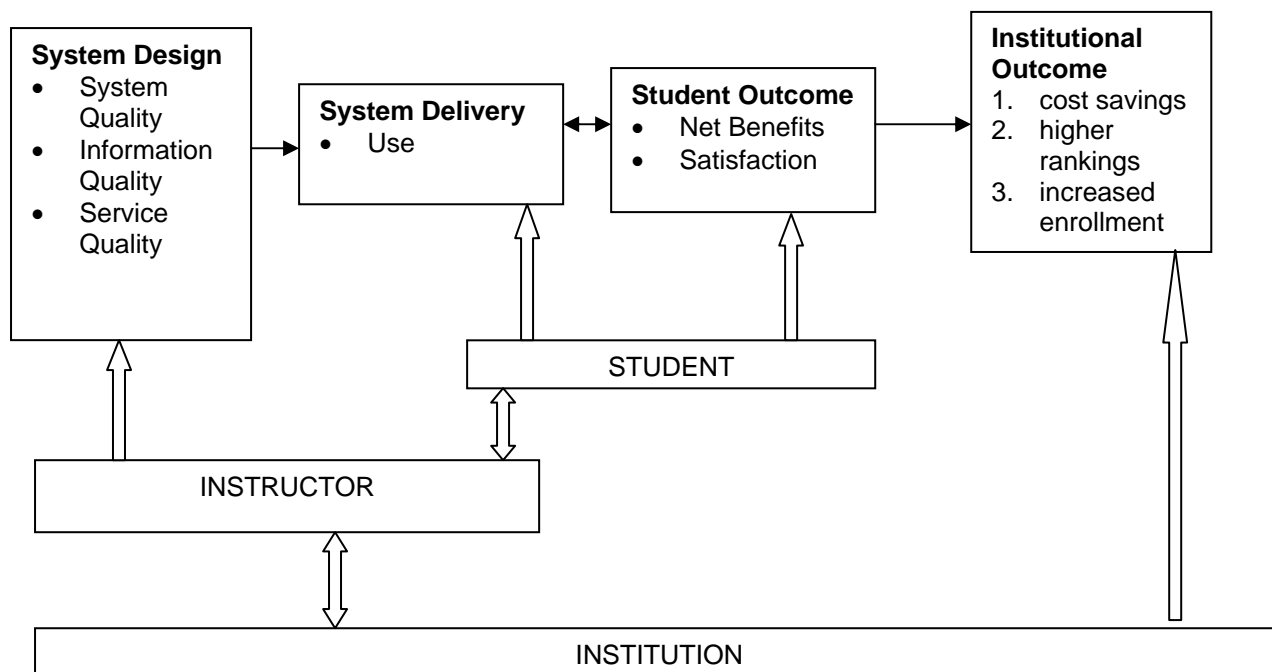 System Design
• System
Quality
• Information
Quality
• Service
Quality
System Delivery
• Use
Student Outcome
• Net Benefits
• Satisfaction
Institutional
Outcome
1. cost savings
2. higher
rankings
3. increased
enrollment
STUDENT
INSTRUCTOR
INSTITUTION